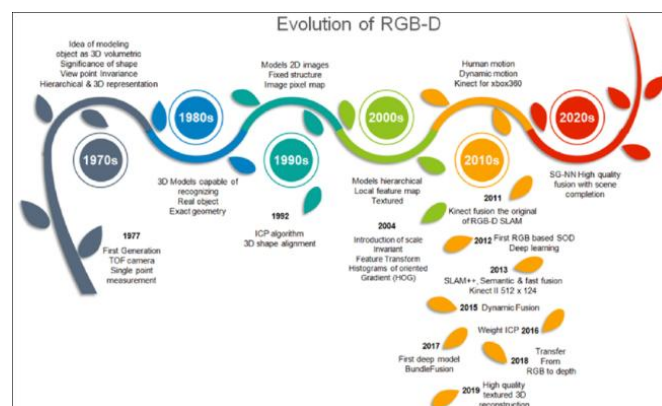 Evolution of RGB-D
Idea of modeling
object as 3D volumetric
Significance of shape
View point Invariance
Hierarchical & 3D representation
1970s
1977
First Generation
TOF camera
Single point
measurement
1980s
3D Models capable of
recognizing
Real object
Exact geometry
Models 2D images
Fixed structure
Image pixel map
1990s
1992
ICP algorithm
3D shape alignment
2000s
Models hierarchical
Local feature map
Textured
2004
Introduction of scale
Invariant
Feature Transform
Histograms of oriented
Gradient (HOG)
Human motion
Dynamic motion
Kinect for xbox360
2010s
2011
Kinect fusion the original
of RGB-D SLAM
2012 First RGB based SOD
Deep learning
2013
SLAM++, Semantic & fast fusion
Kinect II 512 x 124
2015 DynamicFusion
Weight ICP 2016
2017
First deep model
BundleFusion
2018 Transfer
From
RGB to depth
2019 High quality
textured 3D
reconstruction
2020s
SG-NN High quality
fusion with scene
completion